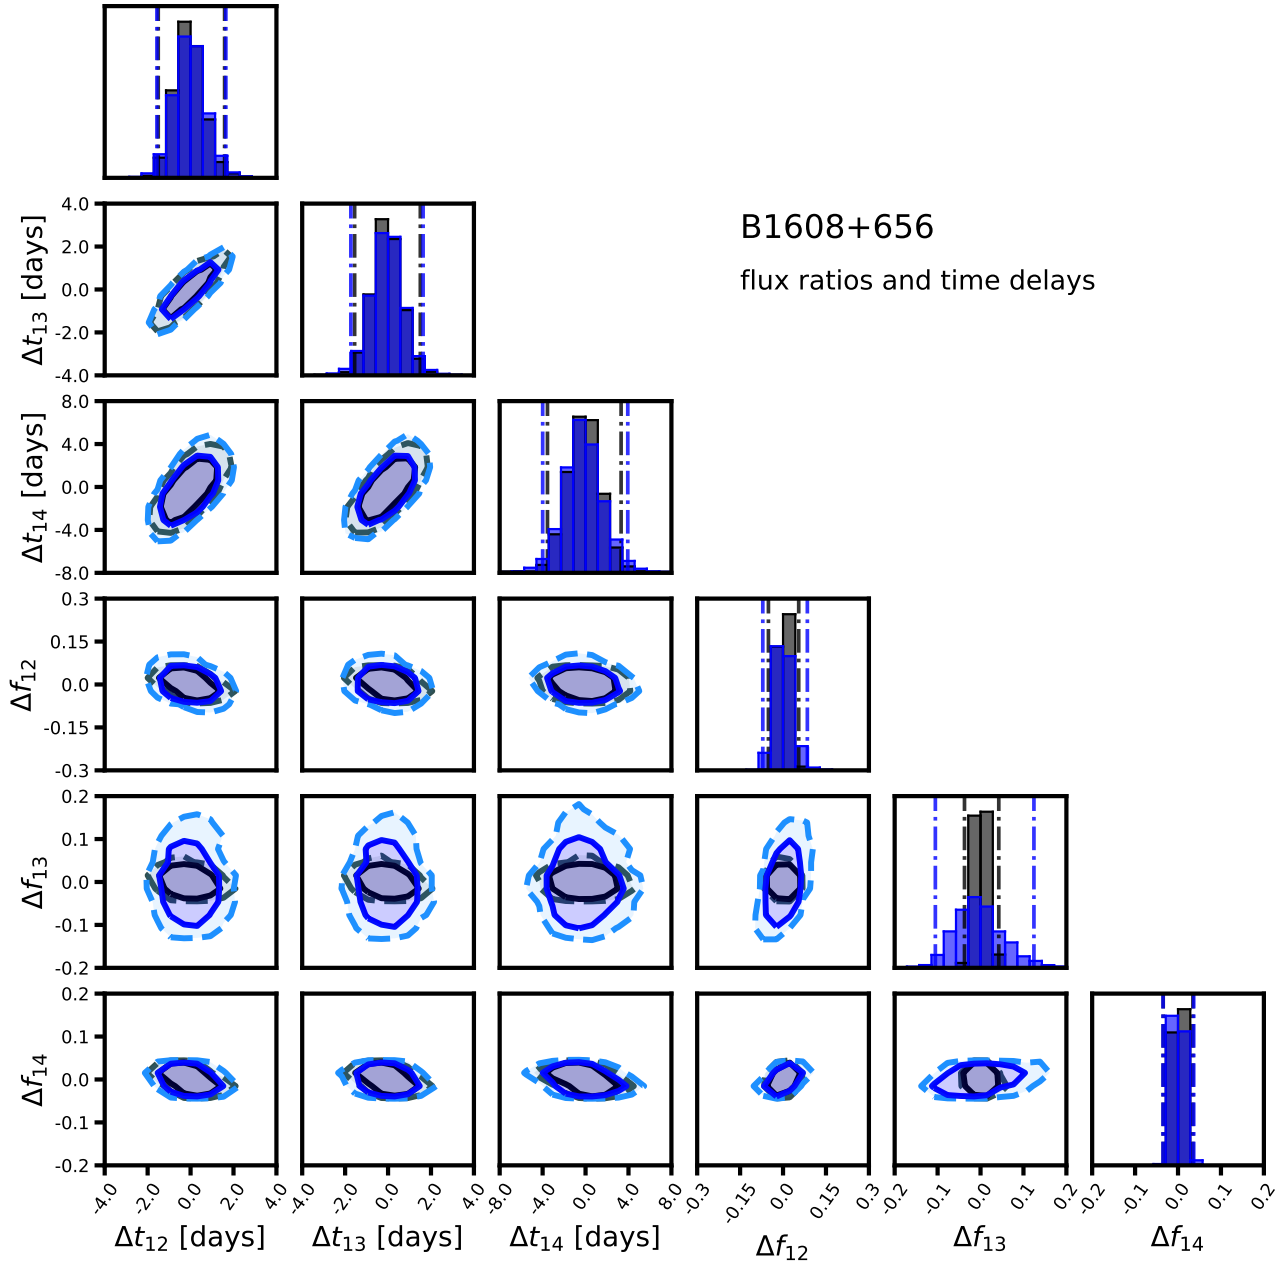 4.0
2.0
0.0
-2.0
-4.0
Δt13 [days]
B1608+656
flux ratios and time delays
8.0
4.0
0.0
-4.0
-8.0
Δt14 [days]
0.3
0.15
0.0
-0.15
-0.3
Δf12
0.2
0.1
0.0
-0.1
-0.2
Δf13
0.2
0.1
0.0
-0.1
-0.2
Δf14
-4.0 -2.0 0.0 2.0 4.0 -4.0 -2.0 0.0 2.0 4.0 -8.0 -4.0 0.0 4.0 8.0 -0.3 -0.15 0.0 0.15 0.3 -0.2 -0.1 0.0 0.1 0.2 -0.2 -0.1 0.0 0.1 0.2
Δt12 [days] Δt13 [days] Δt14 [days] Δf12 Δf13 Δf14